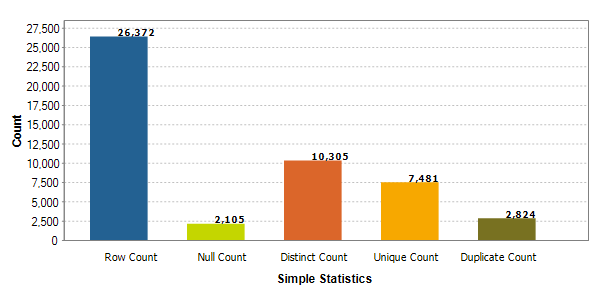 27,500
25,000
22,500
20,000
17,500
15,000
12,500
10,000
7,500
5,000
2,500
0
Count
26,372
2,105
10,305
7,481
2,824
Row Count
Null Count
Distinct Count
Unique Count
Duplicate Count
Simple Statistics